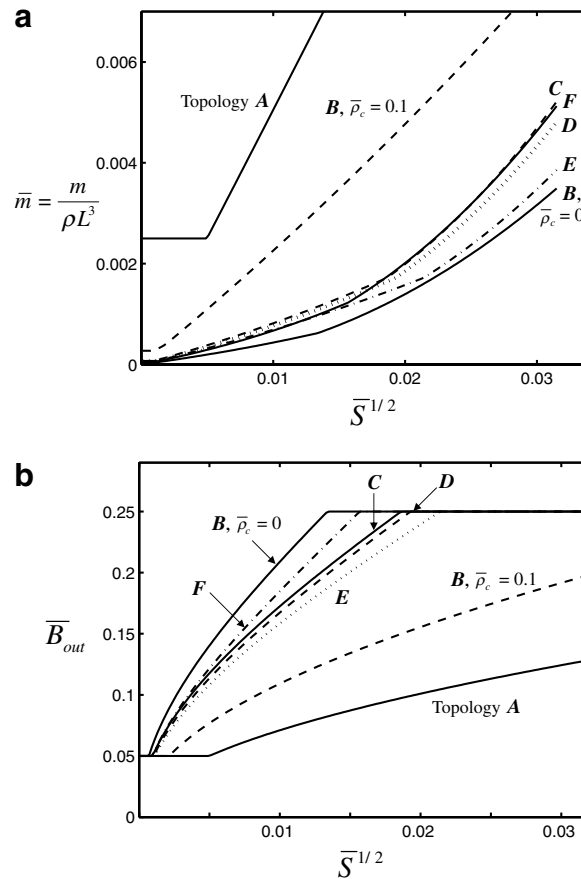 a
0.006
0.004
0.002
0
m̄ = m / ρL³
Topology A
B, ρ̄c = 0.1
C
F
D
E
B,
ρ̄c = 0
0.01
0.02
0.03
S̄^1/2
b
0.25
0.2
0.15
0.1
0.05
0
B̄out
B, ρ̄c = 0
C
D
F
E
B, ρ̄c = 0.1
Topology A
0.01
0.02
0.03
S̄^1/2